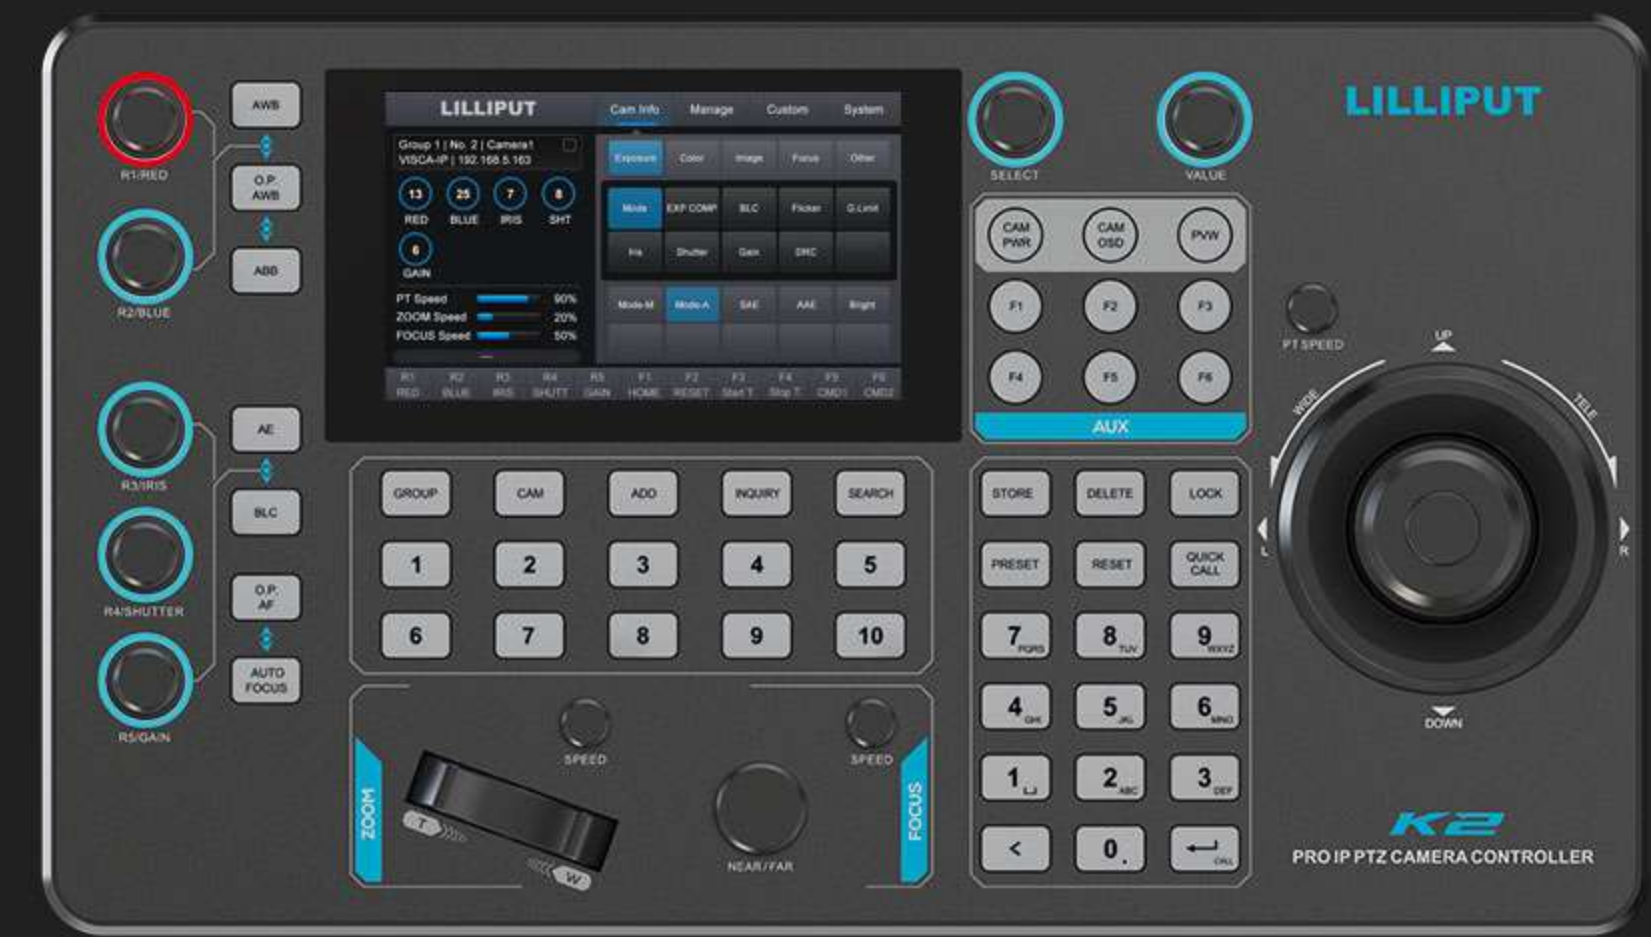 R1/RED
R2/BLUE
R3/IRIS
R4/SHUTTER
R5/GAIN
AWB
O.P.
AWB
ABB
AE
BLC
O.P.
AF
AUTO
FOCUS
LILLIPUT
Cam Info Manage Custom System
Group 1 | No. 2 | Camera1
VISCA-IP | 192.168.5.163
13 25 7 8
RED BLUE IRIS SHT
6
GAIN
PT Speed 90%
ZOOM Speed 20%
FOCUS Speed 50%
Exposure Color Image Focus Other
Mode EXP COMP BLC Flicker G.Limit
Iris Shutter Gain DRC
Mode-M Mode-A SAE AAE Bright
R1 R2 R3 R4 R5 F1 F2 F3 F4 F5 F6
RED BLUE IRIS SHUTT GAIN HOME RESET Start T. Stop T. CMD1 CMD2
SELECT
VALUE
LILLIPUT
CAM
PWR
CAM
OSD
PVW
F1 F2 F3
F4 F5 F6
AUX
PT SPEED
UP
WIDE
TELE
L
R
DOWN
GROUP CAM ADD INQUIRY SEARCH
1 2 3 4 5
6 7 8 9 10
STORE DELETE LOCK
PRESET RESET QUICK
CALL
7 PQRS 8 TUV 9 WXYZ
4 GHI 5 JKL 6 MNO
1 2 ABC 3 DEF
< 0 . CALL
ZOOM
SPEED
T
W
SPEED
NEAR/FAR
FOCUS
K2
PRO IP PTZ CAMERA CONTROLLER